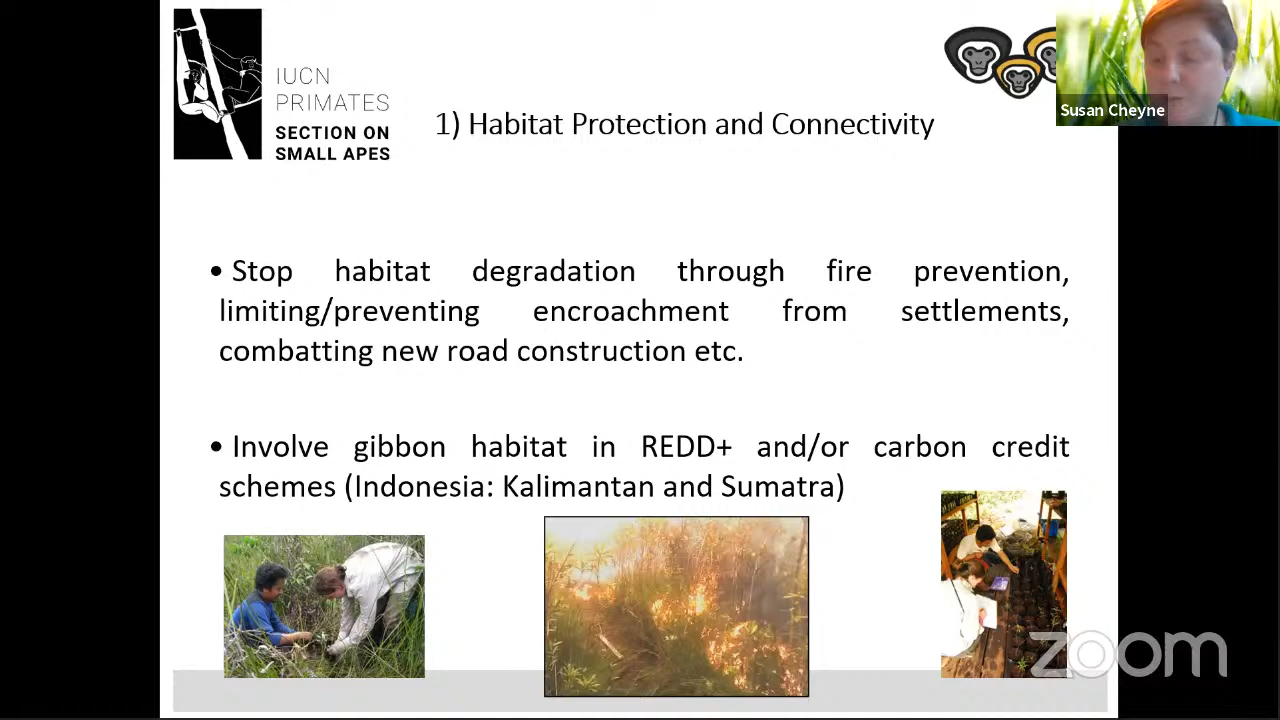 IUCN
PRIMATES
SECTION ON
SMALL APES
Susan Cheyne
1) Habitat Protection and Connectivity
• Stop habitat degradation through fire prevention,
limiting/preventing encroachment from settlements,
combatting new road construction etc.
• Involve gibbon habitat in REDD+ and/or carbon credit
schemes (Indonesia: Kalimantan and Sumatra)
zoom